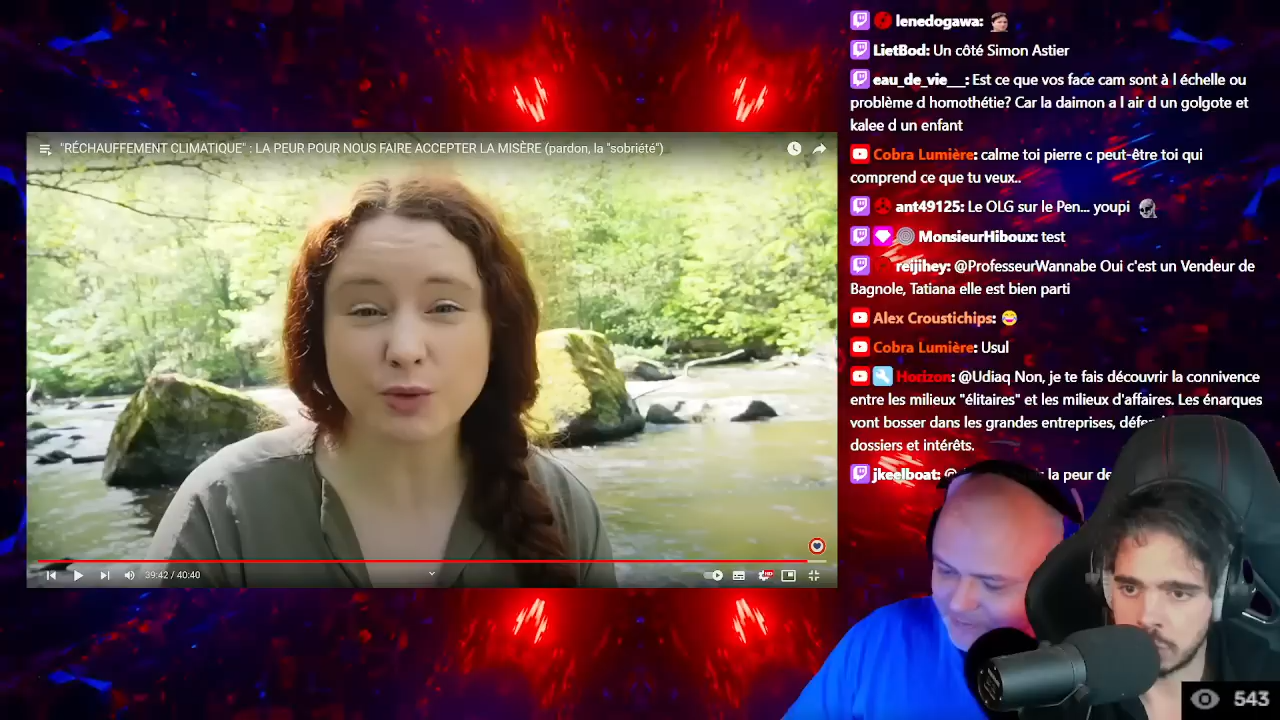 "RÉCHAUFFEMENT CLIMATIQUE" : LA PEUR POUR NOUS FAIRE ACCEPTER LA MISÈRE (pardon, la "sobriété")
39:42 / 40:40
HD
lenedogawa:
LietBod: Un côté Simon Astier
eau_de_vie__: Est ce que vos face cam sont à l échelle ou
problème d homothétie? Car la daimon a l air d un golgote et
kalee d un enfant
Cobra Lumière: calme toi pierre c peut-être toi qui
comprend ce que tu veux..
ant49125: Le OLG sur le Pen... youpi
MonsieurHiboux: test
reijihey: @ProfesseurWannabe Oui c'est un Vendeur de
Bagnole, Tatiana elle est bien parti
Alex Croustichips:
Cobra Lumière: Usul
Horizon: @Udiaq Non, je te fais découvrir la connivence
entre les milieux "élitaires" et les milieux d'affaires. Les énarques
vont bosser dans les grandes entreprises,
dossiers et intérêts.
jkeelboat: la peur
543